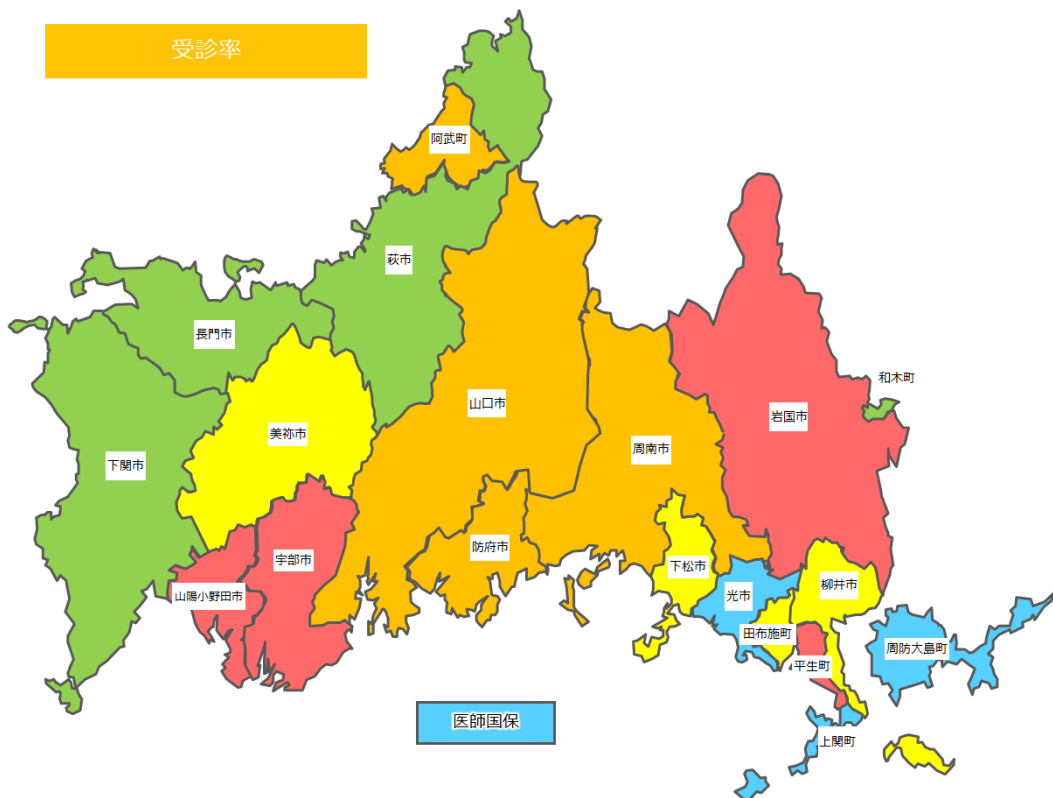 受診率
阿武町
萩市
長門市
和木町
山口市
岩国市
美祢市
周南市
下関市
防府市
宇部市
下松市
柳井市
山陽小野田市
光市
田布施町
周防大島町
平生町
医師国保
上関町